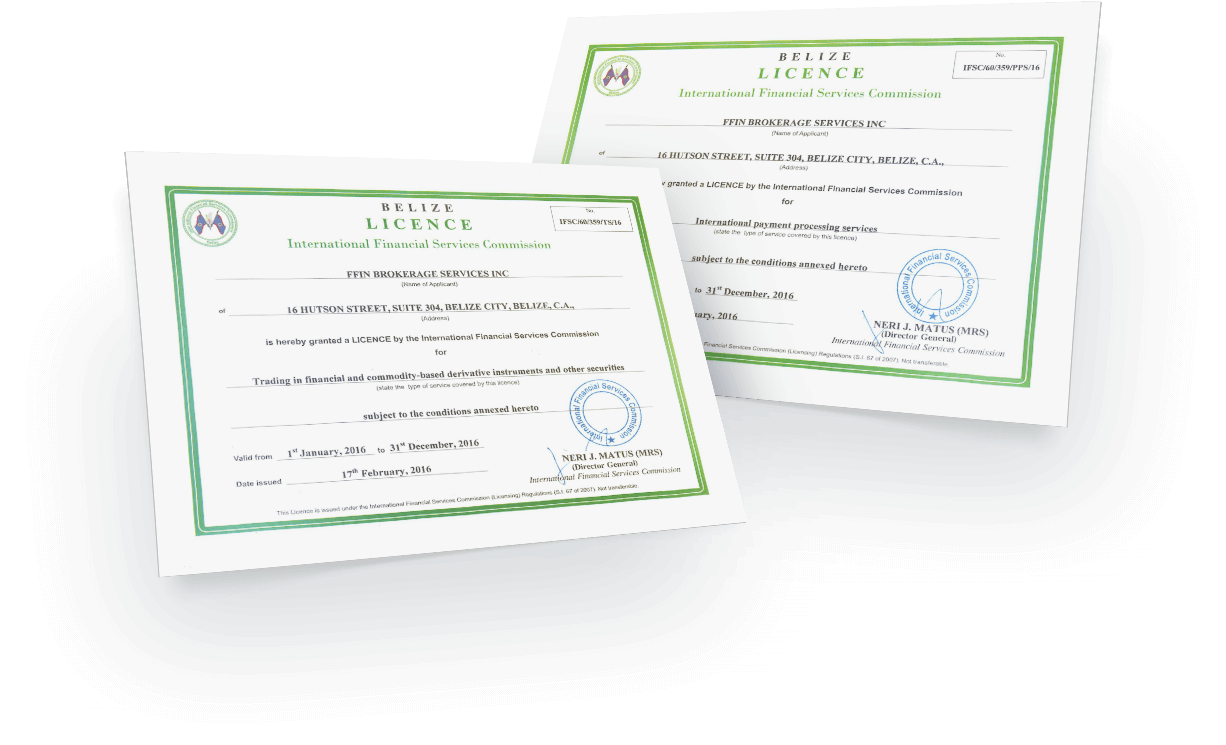 BELIZE
LICENCE
International Financial Services Commission
No.
IFSC/60/359/PPS/16
FFIN BROKERAGE SERVICES INC
(Name of Applicant)
of 16 HUTSON STREET, SUITE 304, BELIZE CITY, BELIZE, C.A.,
(Address)
granted a LICENCE by the International Financial Services Commission
for
International payment processing services
(state the type of service covered by this licence)
subject to the conditions annexed hereto
to 31st December, 2016
uary, 2016
International Financial Services Commission
NERI J. MATUS (MRS)
(Director General)
International Financial Services Commission
Financial Services Commission (Licensing) Regulations (S.I. 67 of 2007). Not transferable.
BELIZE
LICENCE
International Financial Services Commission
No.
IFSC/60/359/TS/16
FFIN BROKERAGE SERVICES INC
(Name of Applicant)
of 16 HUTSON STREET, SUITE 304, BELIZE CITY, BELIZE, C.A.,
(Address)
is hereby granted a LICENCE by the International Financial Services Commission
for
Trading in financial and commodity-based derivative instruments and other securities
(state the type of service covered by this licence)
subject to the conditions annexed hereto
Valid from 1st January, 2016 to 31st December, 2016
Date issued 17th February, 2016
International Financial Services Commission
NERI J. MATUS (MRS)
(Director General)
International Financial Services Commission
This Licence is issued under the International Financial Services Commission (Licensing) Regulations (S.I. 67 of 2007). Not transferable.